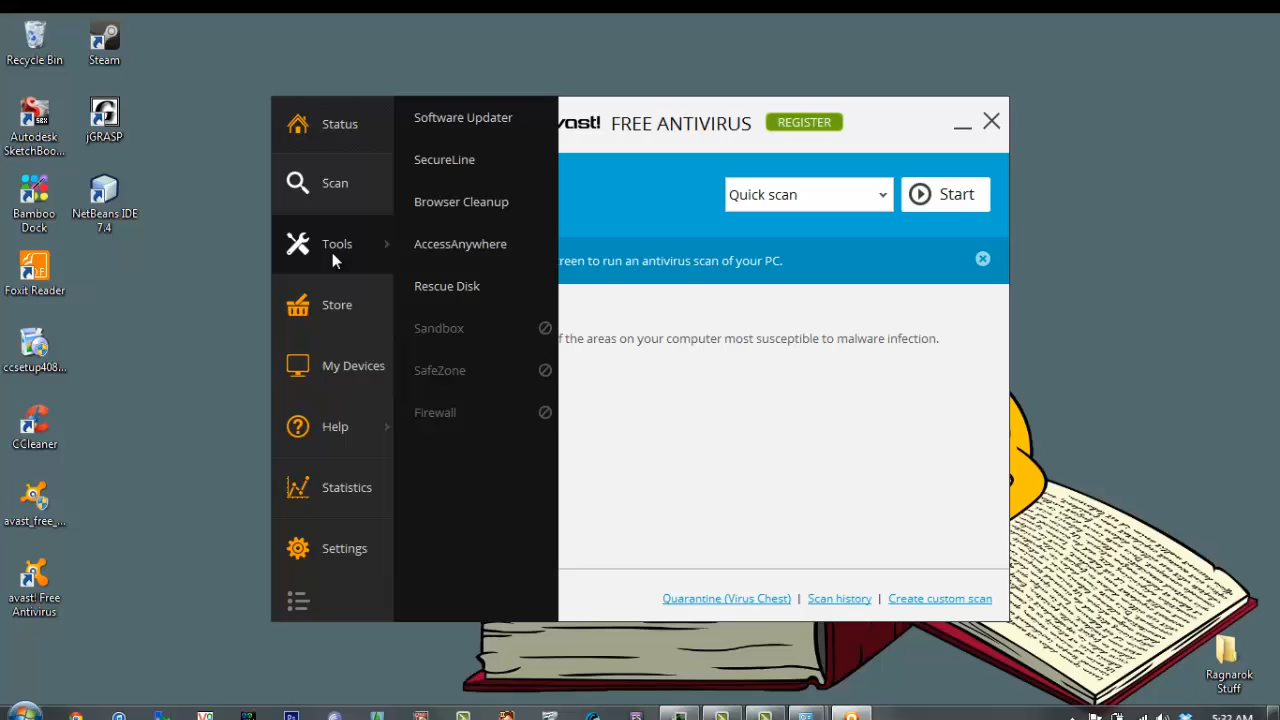 Recycle Bin
Steam
Autodesk
SketchBoo...
jGRASP
Bamboo
Dock
NetBeans IDE
7.4
Foxit Reader
ccsetup408...
CCleaner
avast_free_...
avast! Free
Antivirus
Status
Scan
Tools
Store
My Devices
Help
Statistics
Settings
Software Updater
SecureLine
Browser Cleanup
AccessAnywhere
Rescue Disk
Sandbox
SafeZone
Firewall
vast! FREE ANTIVIRUS REGISTER
Quick scan
Start
reen to run an antivirus scan of your PC.
f the areas on your computer most susceptible to malware infection.
Quarantine (Virus Chest) | Scan history | Create custom scan
Ragnarok
Stuff
5:32 AM